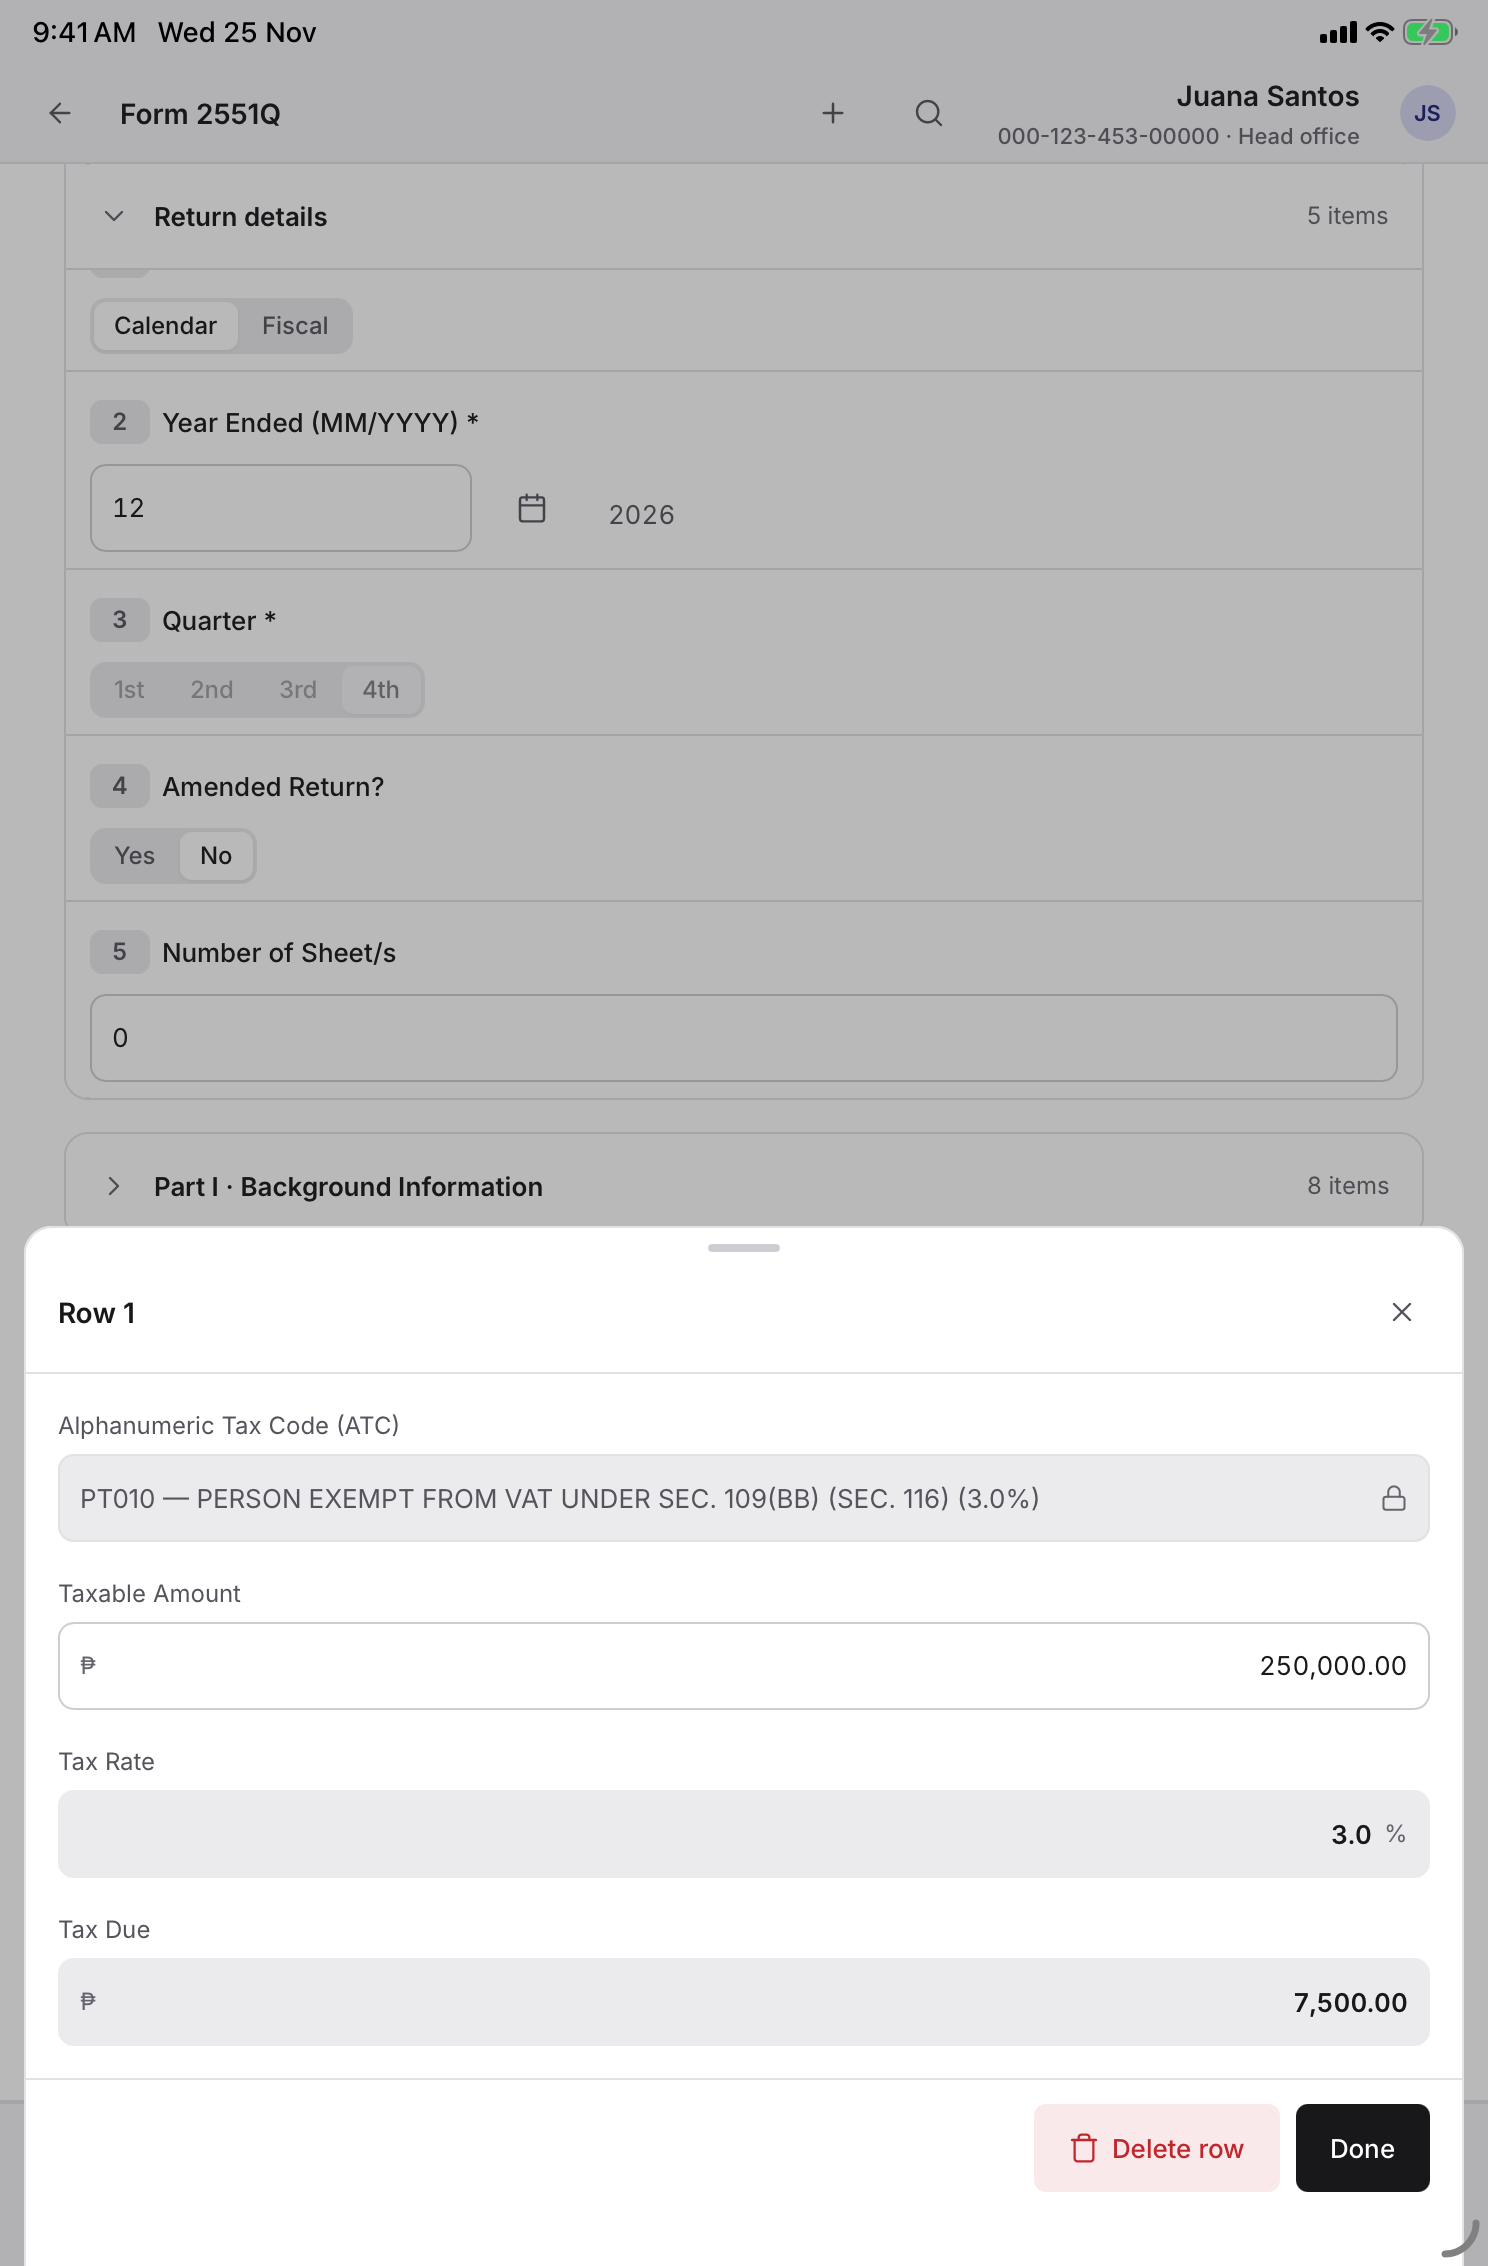 9:41 AM Wed 25 Nov
Form 2551Q
Juana Santos
000-123-453-00000 · Head office
JS
Return details
5 items
Calendar Fiscal
2 Year Ended (MM/YYYY) *
12
2026
3 Quarter *
1st 2nd 3rd 4th
4 Amended Return?
Yes No
5 Number of Sheet/s
0
Part I · Background Information
8 items
Row 1
Alphanumeric Tax Code (ATC)
PT010 — PERSON EXEMPT FROM VAT UNDER SEC. 109(BB) (SEC. 116) (3.0%)
Taxable Amount
₱ 250,000.00
Tax Rate
3.0 %
Tax Due
₱ 7,500.00
Delete row
Done